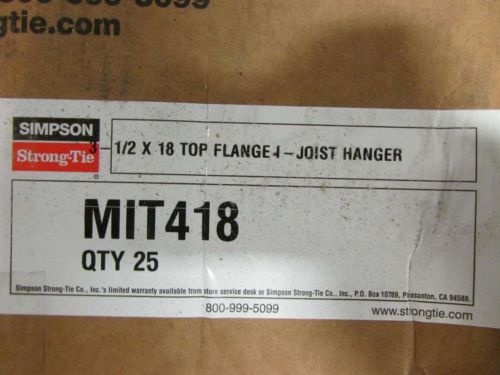 5099
ngtie.com
SIMPSON
Strong-Tie
®
3-1/2 X 18 TOP FLANGE I-JOIST HANGER
MIT418
QTY 25
Simpson Strong-Tie Co., Inc.'s limited warranty available from store service desk or Simpson Strong-Tie Co., Inc., P.O. Box 10789, Pleasanton, CA 94588.
800-999-5099
www.strongtie.com